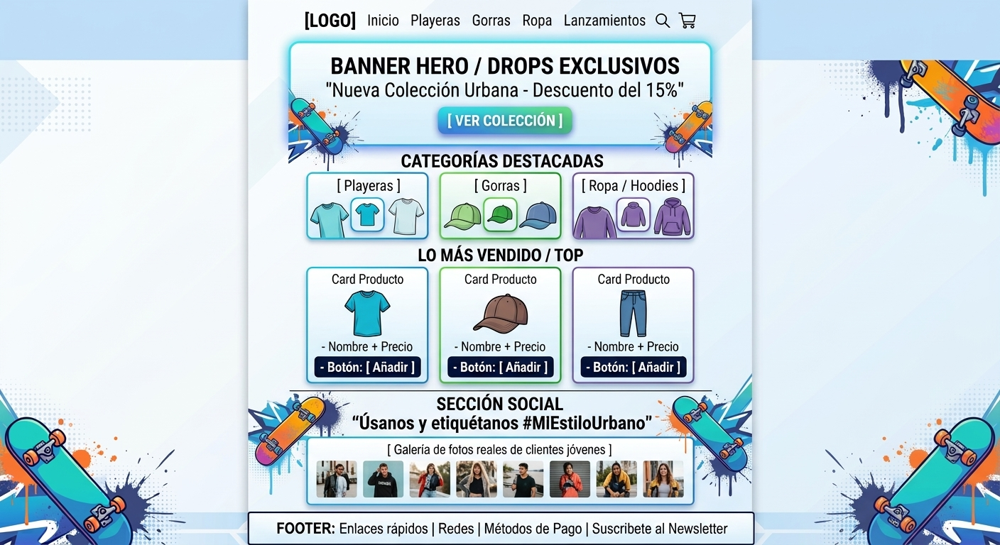 [LOGO] Inicio Playeras Gorras Ropa Lanzamientos
BANNER HERO / DROPS EXCLUSIVOS
"Nueva Colección Urbana - Descuento del 15%"
[ VER COLECCIÓN ]
CATEGORÍAS DESTACADAS
[ Playeras ] [ Gorras ] [ Ropa / Hoodies ]
LO MÁS VENDIDO / TOP
Card Producto Card Producto Card Producto
- Nombre + Precio - Nombre + Precio - Nombre + Precio
- Botón: [ Añadir ] - Botón: [ Añadir ] - Botón: [ Añadir ]
SECCIÓN SOCIAL
“Úsanos y etiquétanos #MIEstiloUrbano”
[ Galería de fotos reales de clientes jóvenes ]
FOOTER: Enlaces rápidos | Redes | Métodos de Pago | Suscribete al Newsletter